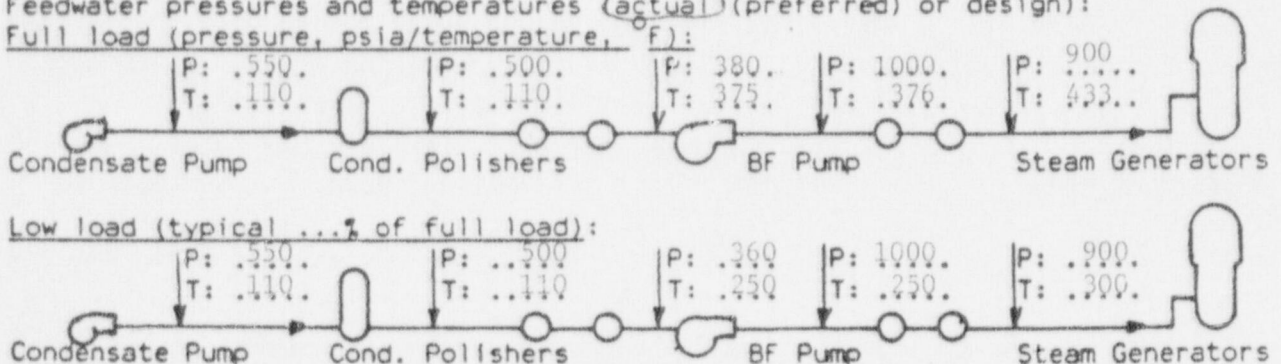 Feedwater pressures and temperatures (actual) (preferred) or design):
Full load (pressure, psia/temperature, °F):
P: .550. P: .500. P: 380. P: 1000. P: 900
T: .110. T: .110. T: 375. T: .376. T: .433..
Condensate Pump Cond. Polishers BF Pump Steam Generators
Low load (typical ...% of full load):
P: .550. P: ..500 P: .360 P: 1000. P: .900.
T: .110. T: ..110 T: .250 T: .250. T: .300.
Condensate Pump Cond. Polishers BF Pump Steam Generators